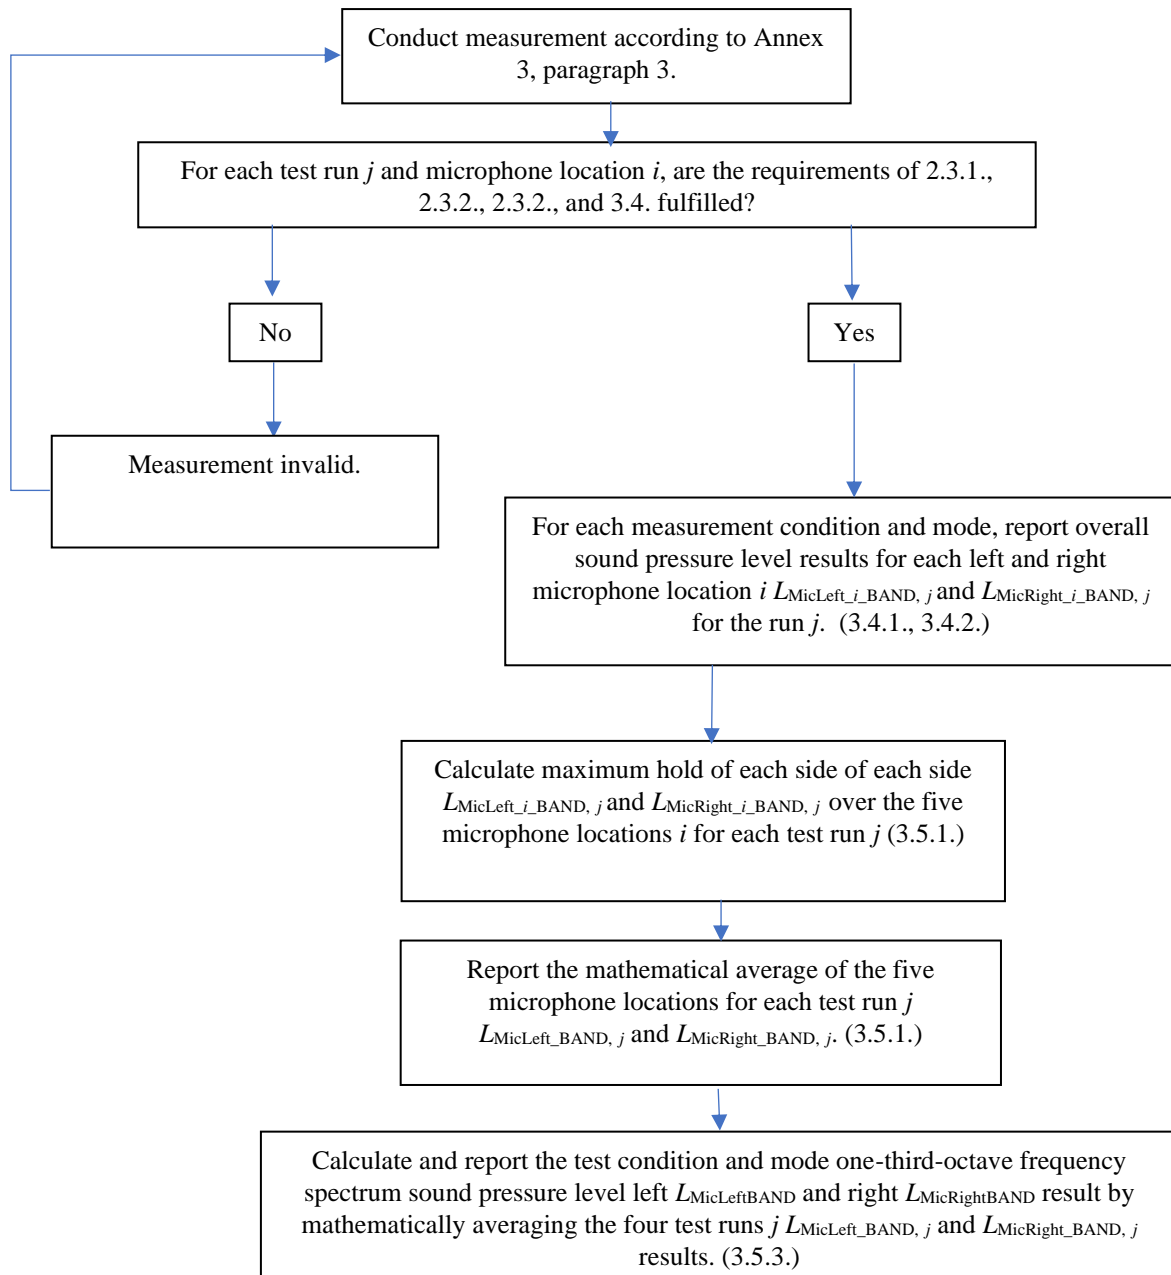 Conduct measurement according to Annex
3, paragraph 3.
For each test run j and microphone location i, are the requirements of 2.3.1.,
2.3.2., 2.3.2., and 3.4. fulfilled?
No
Yes
Measurement invalid.
For each measurement condition and mode, report overall
sound pressure level results for each left and right
microphone location i LMicLeft_i_BAND, j and LMicRight_i_BAND, j
for the run j. (3.4.1., 3.4.2.)
Calculate maximum hold of each side of each side
LMicLeft_i_BAND, j and LMicRight_i_BAND, j over the five
microphone locations i for each test run j (3.5.1.)
Report the mathematical average of the five
microphone locations for each test run j
LMicLeft_BAND, j and LMicRight_BAND, j. (3.5.1.)
Calculate and report the test condition and mode one-third-octave frequency
spectrum sound pressure level left LMicLeftBAND and right LMicRightBAND result by
mathematically averaging the four test runs j LMicLeft_BAND, j and LMicRight_BAND, j
results. (3.5.3.)